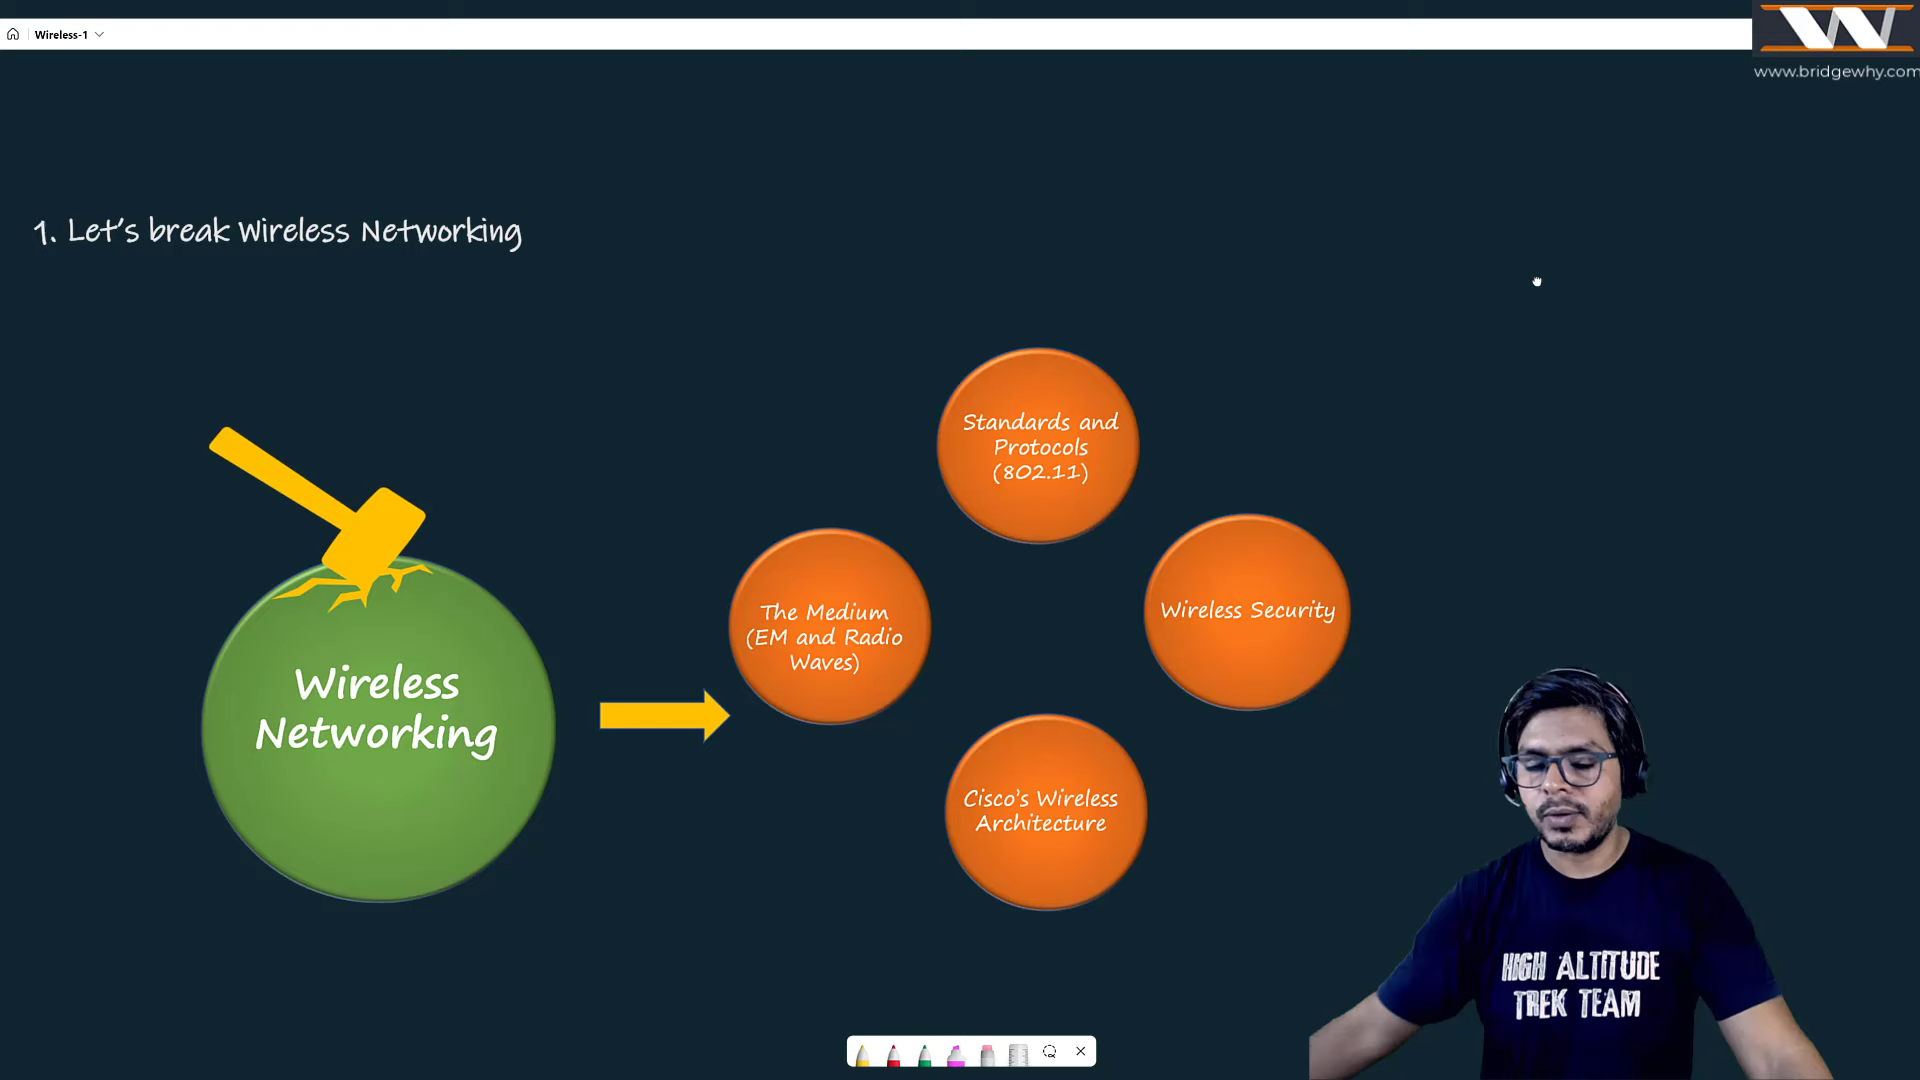 Wireless-1
W
www.bridgewhy.com
1. Let's break Wireless Networking
Standards and
Protocols
(802.11)
The Medium
(EM and Radio
Waves)
Wireless Security
Wireless
Networking
Cisco's Wireless
Architecture
HIGH ALTITUDE
TREK TEAM